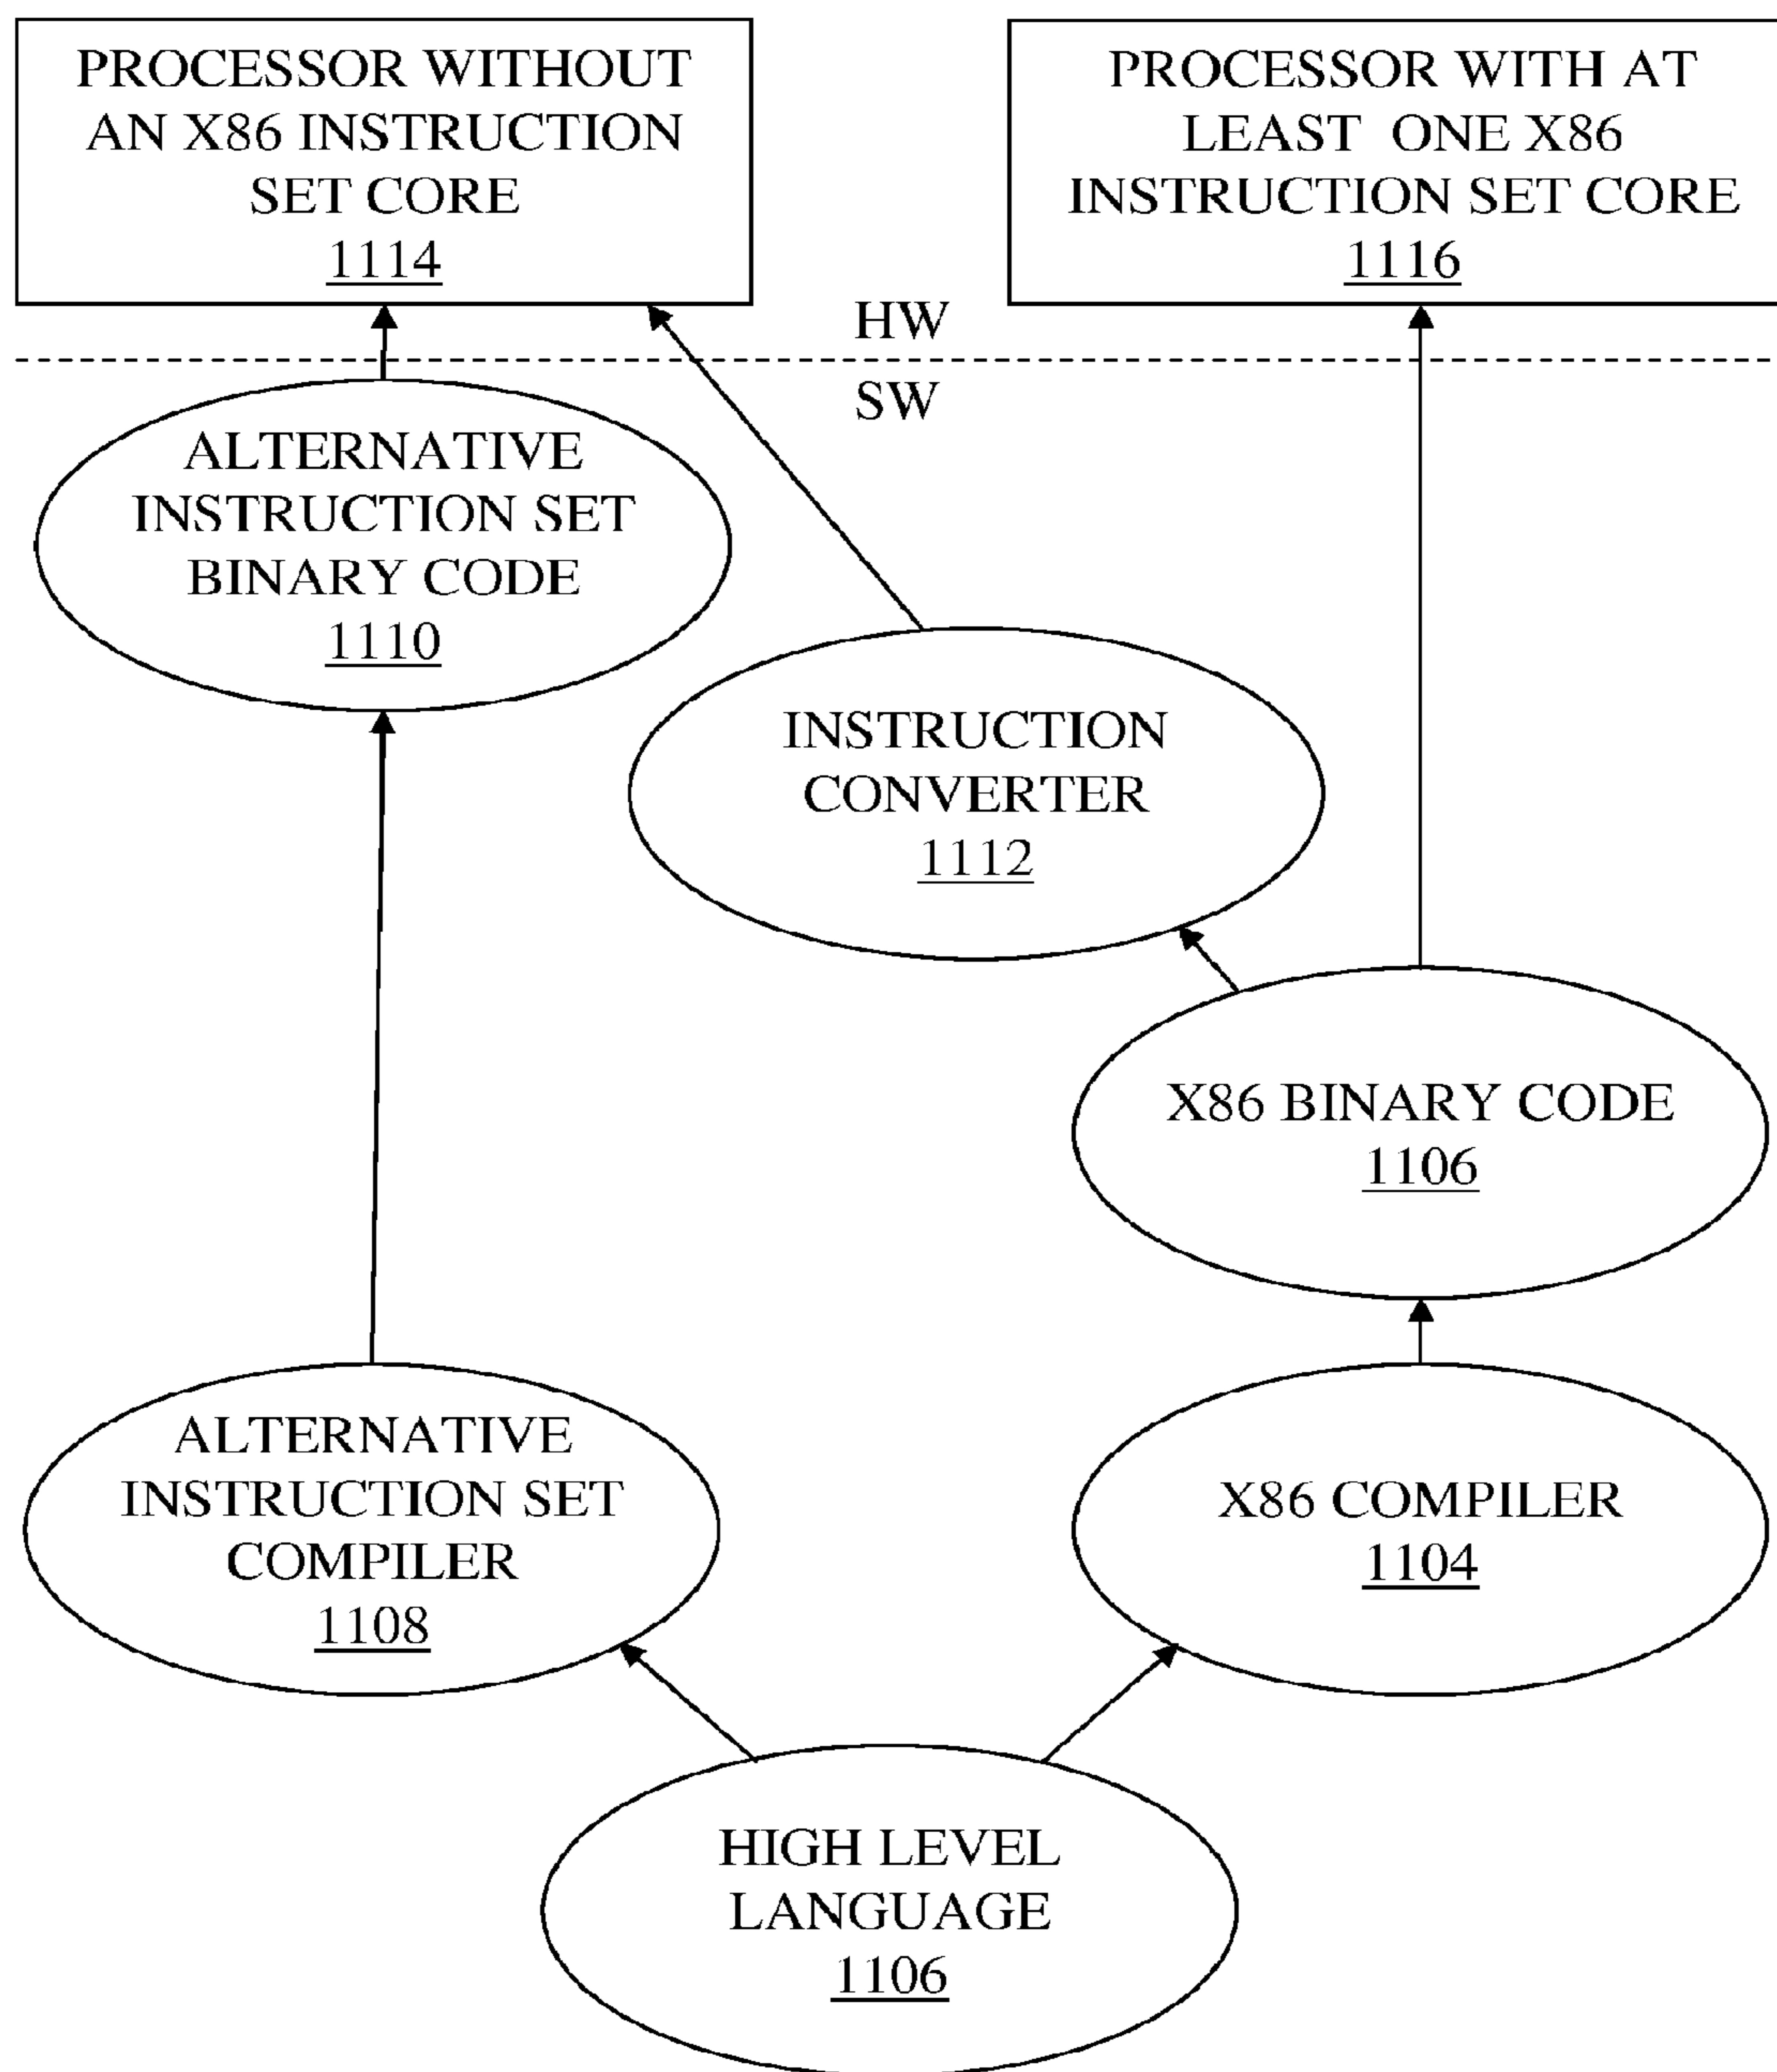 PROCESSOR WITHOUT
AN X86 INSTRUCTION
SET CORE
1114
PROCESSOR WITH AT
LEAST ONE X86
INSTRUCTION SET CORE
1116
HW
SW
ALTERNATIVE
INSTRUCTION SET
BINARY CODE
1110
INSTRUCTION
CONVERTER
1112
X86 BINARY CODE
1106
ALTERNATIVE
INSTRUCTION SET
COMPILER
1108
X86 COMPILER
1104
HIGH LEVEL
LANGUAGE
1106